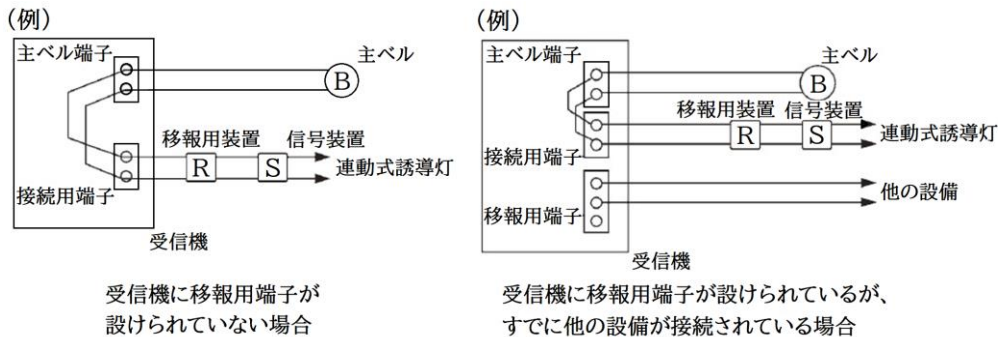 （例）
主ベル端子
主ベル
B
移報用装置
信号装置
R
S
連動式誘導灯
接続用端子
受信機
受信機に移報用端子が
設けられていない場合
（例）
主ベル端子
主ベル
B
移報用装置
信号装置
R
S
連動式誘導灯
接続用端子
他の設備
移報用端子
受信機
受信機に移報用端子が設けられているが、
すでに他の設備が接続されている場合